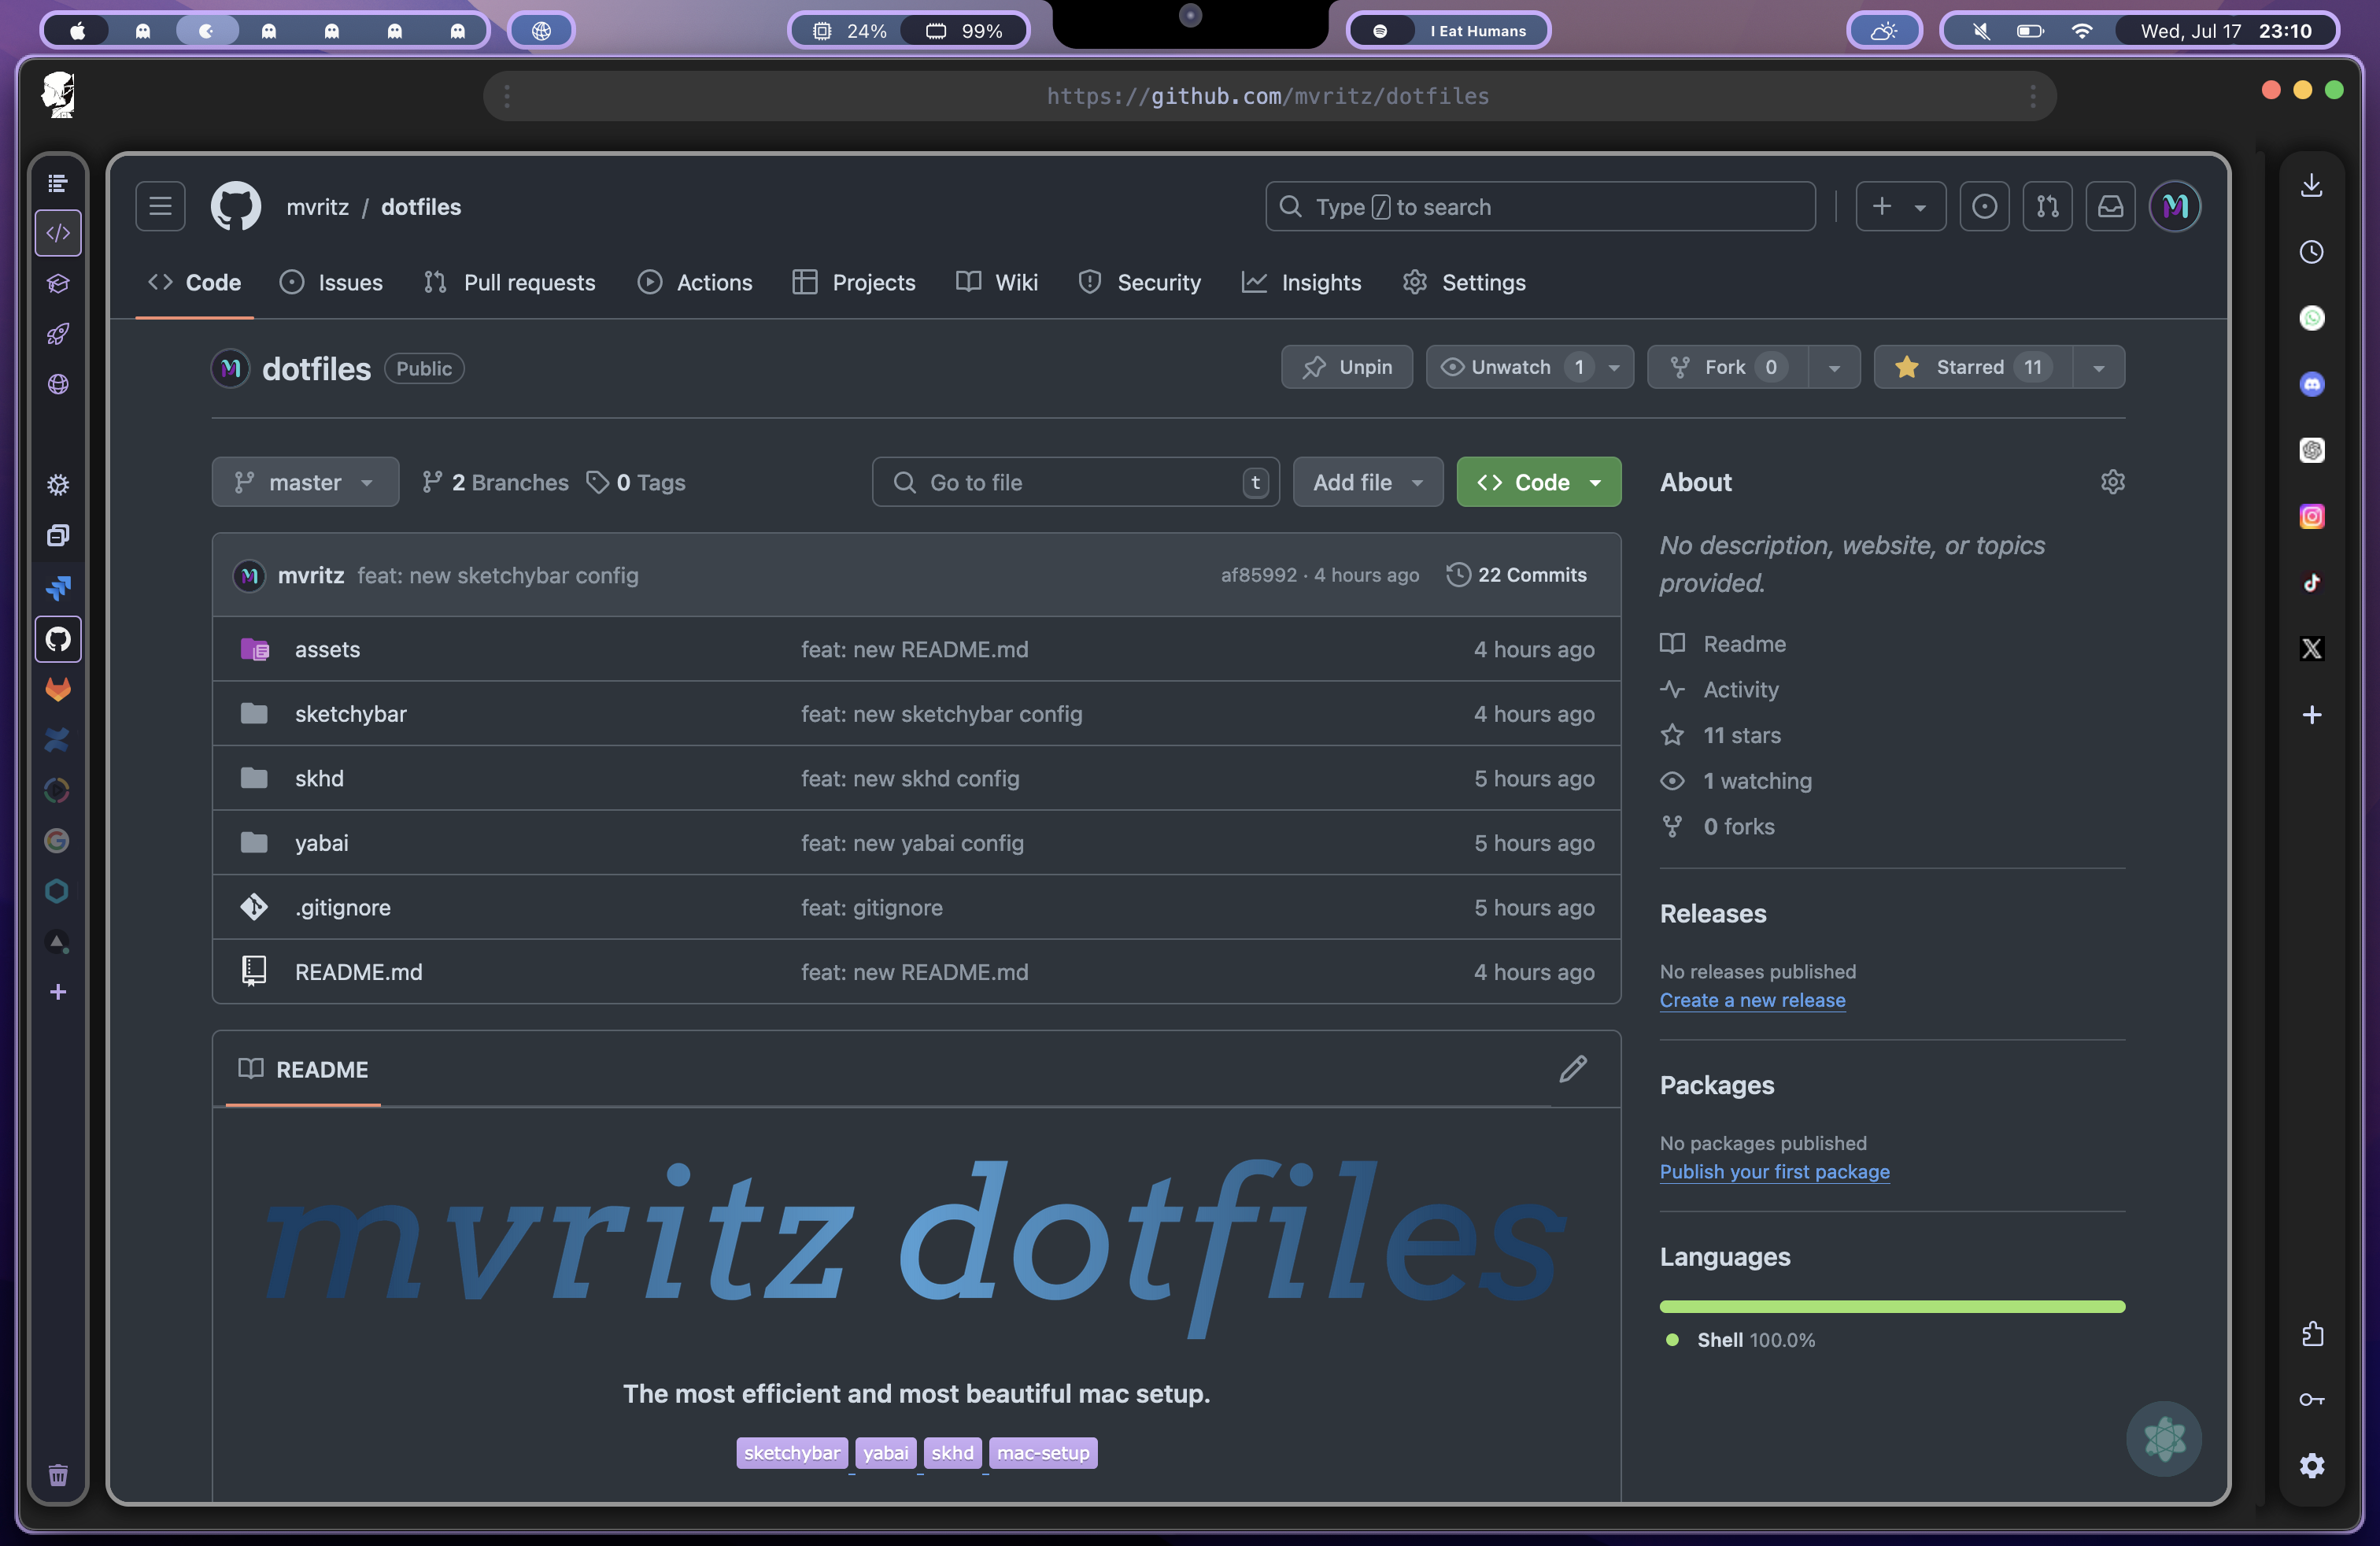 24% 99% I Eat Humans Wed, Jul 17 23:10
https://github.com/mvritz/dotfiles
mvritz / dotfiles Type / to search
Code Issues Pull requests Actions Projects Wiki Security Insights Settings
dotfiles Public Unpin Unwatch 1 Fork 0 Starred 11
master 2 Branches 0 Tags Go to file t Add file Code
mvritz feat: new sketchybar config af85992 · 4 hours ago 22 Commits
assets feat: new README.md 4 hours ago
sketchybar feat: new sketchybar config 4 hours ago
skhd feat: new skhd config 5 hours ago
yabai feat: new yabai config 5 hours ago
.gitignore feat: gitignore 5 hours ago
README.md feat: new README.md 4 hours ago
README
mvritz dotfiles
The most efficient and most beautiful mac setup.
sketchybar yabai skhd mac-setup
About
No description, website, or topics
provided.
Readme
Activity
11 stars
1 watching
0 forks
Releases
No releases published
Create a new release
Packages
No packages published
Publish your first package
Languages
Shell 100.0%